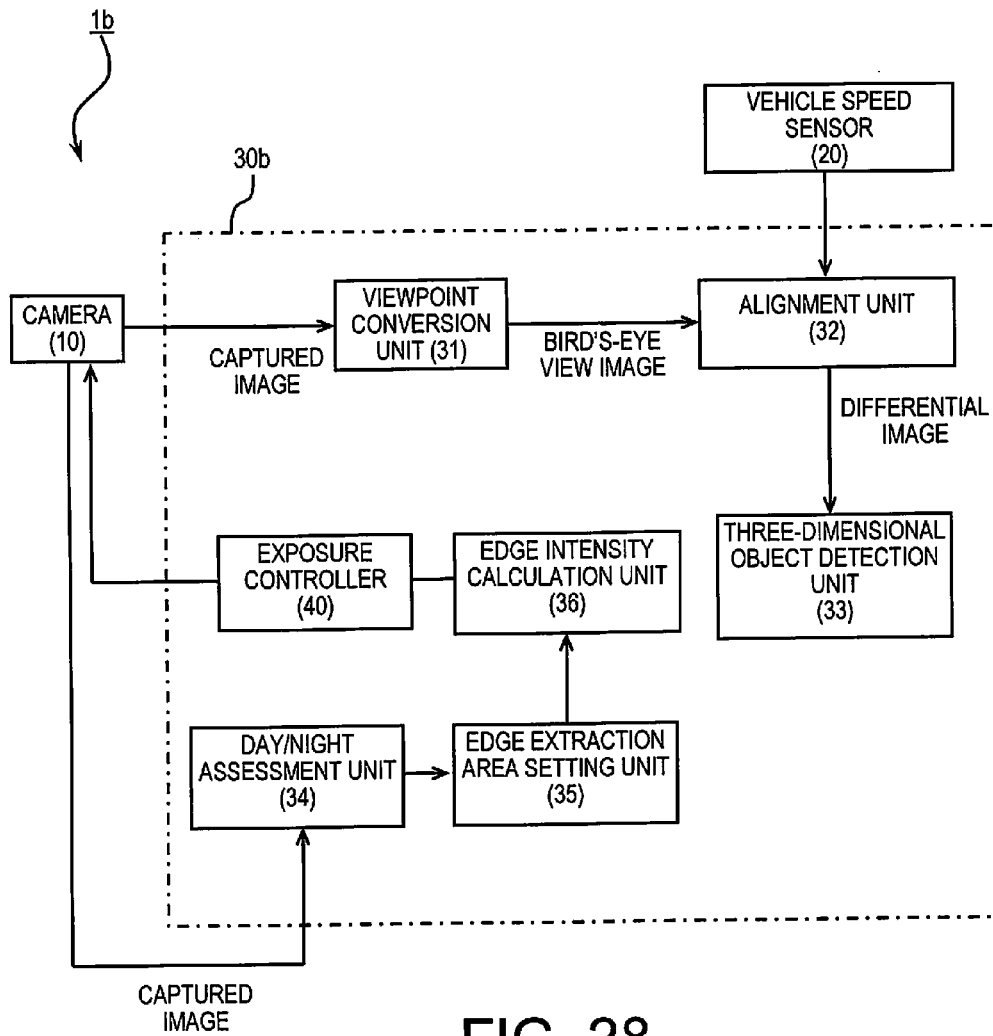 1b
VEHICLE SPEED
SENSOR
(20)
30b
CAMERA
(10)
CAPTURED
IMAGE
VIEWPOINT
CONVERSION
UNIT (31)
BIRD'S-EYE
VIEW IMAGE
ALIGNMENT UNIT
(32)
DIFFERENTIAL
IMAGE
EXPOSURE
CONTROLLER
(40)
EDGE INTENSITY
CALCULATION UNIT
(36)
THREE-DIMENSIONAL
OBJECT DETECTION
UNIT
(33)
DAY/NIGHT
ASSESSMENT UNIT
(34)
EDGE EXTRACTION
AREA SETTING UNIT
(35)
CAPTURED
IMAGE
FIG. 28